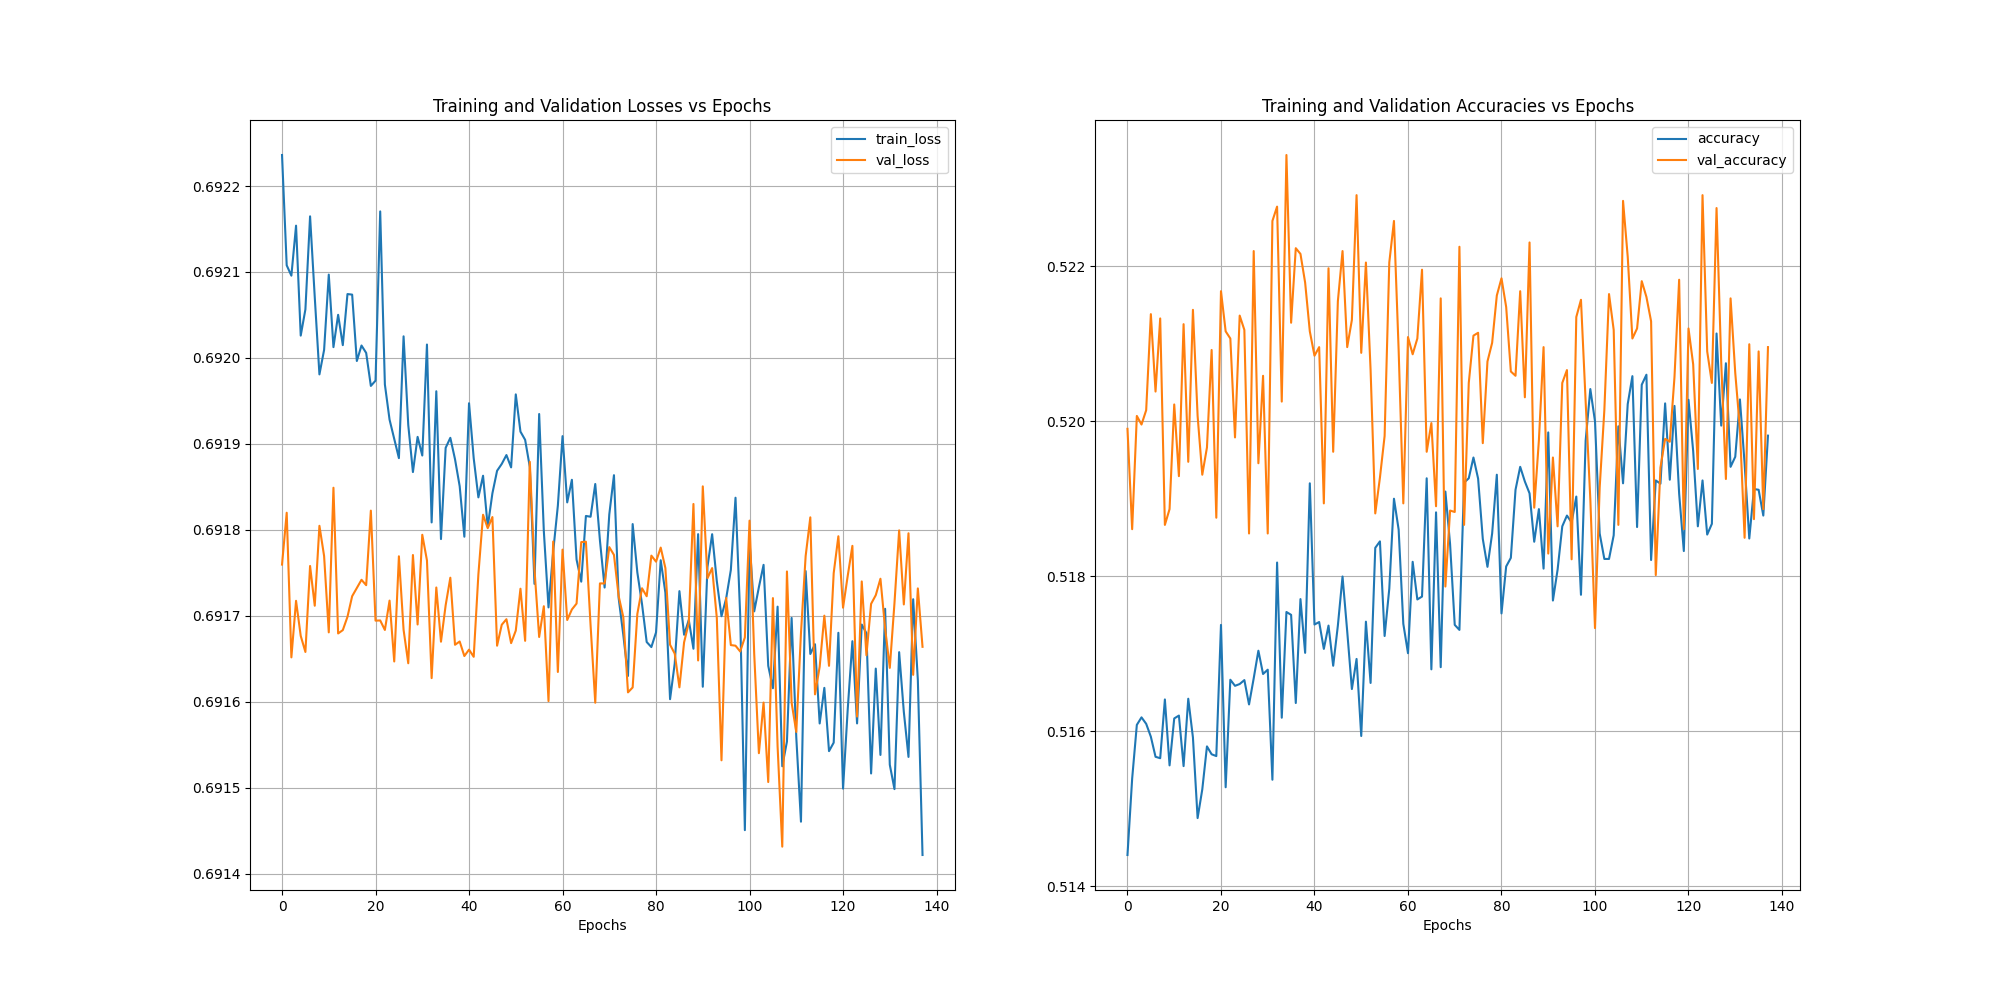 Training and Validation Losses vs Epochs
train_loss
val_loss
0.6922
0.6921
0.6920
0.6919
0.6918
0.6917
0.6916
0.6915
0.6914
0 20 40 60 80 100 120 140
Epochs
Training and Validation Accuracies vs Epochs
accuracy
val_accuracy
0.522
0.520
0.518
0.516
0.514
0 20 40 60 80 100 120 140
Epochs